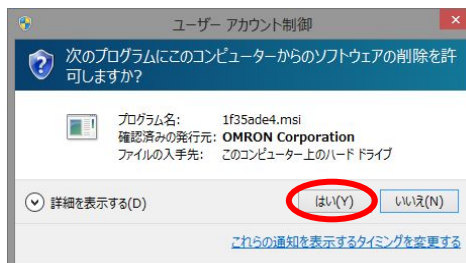 ユーザー アカウント制御
次のプログラムにこのコンピューターからのソフトウェアの削除を許
可しますか?
プログラム名: 1f35ade4.msi
確認済みの発行元: OMRON Corporation
ファイルの入手先: このコンピューター上のハード ドライブ
詳細を表示する(D) はい(Y) いいえ(N)
これらの通知を表示するタイミングを変更する